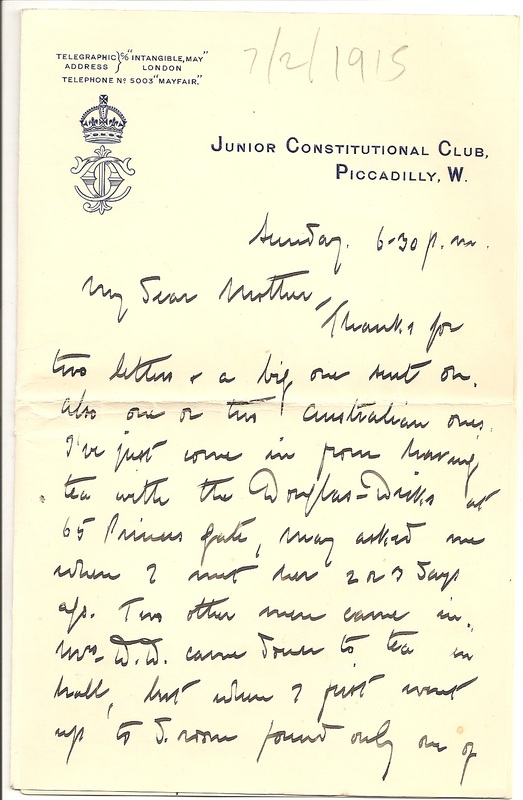 TELEGRAPHIC } c/o "INTANGIBLE, MAY"
ADDRESS } LONDON
TELEPHONE No 5003 "MAYFAIR."
7/2/1915
JUNIOR CONSTITUTIONAL CLUB,
PICCADILLY, W.
Sunday. 6-30 p.m.
My Dear Mother,
Thanks for
two letters & a big one sent on.
also one or two Australian ones.
I've just come in from having
tea with the Douglas-Dicks at
65 Princes Gate, May asked me
when I met her 2 or 3 days
ago. Two other men came in.
Mrs D.D. came down to tea in
hall, but when I first went
up to D. room found only one of